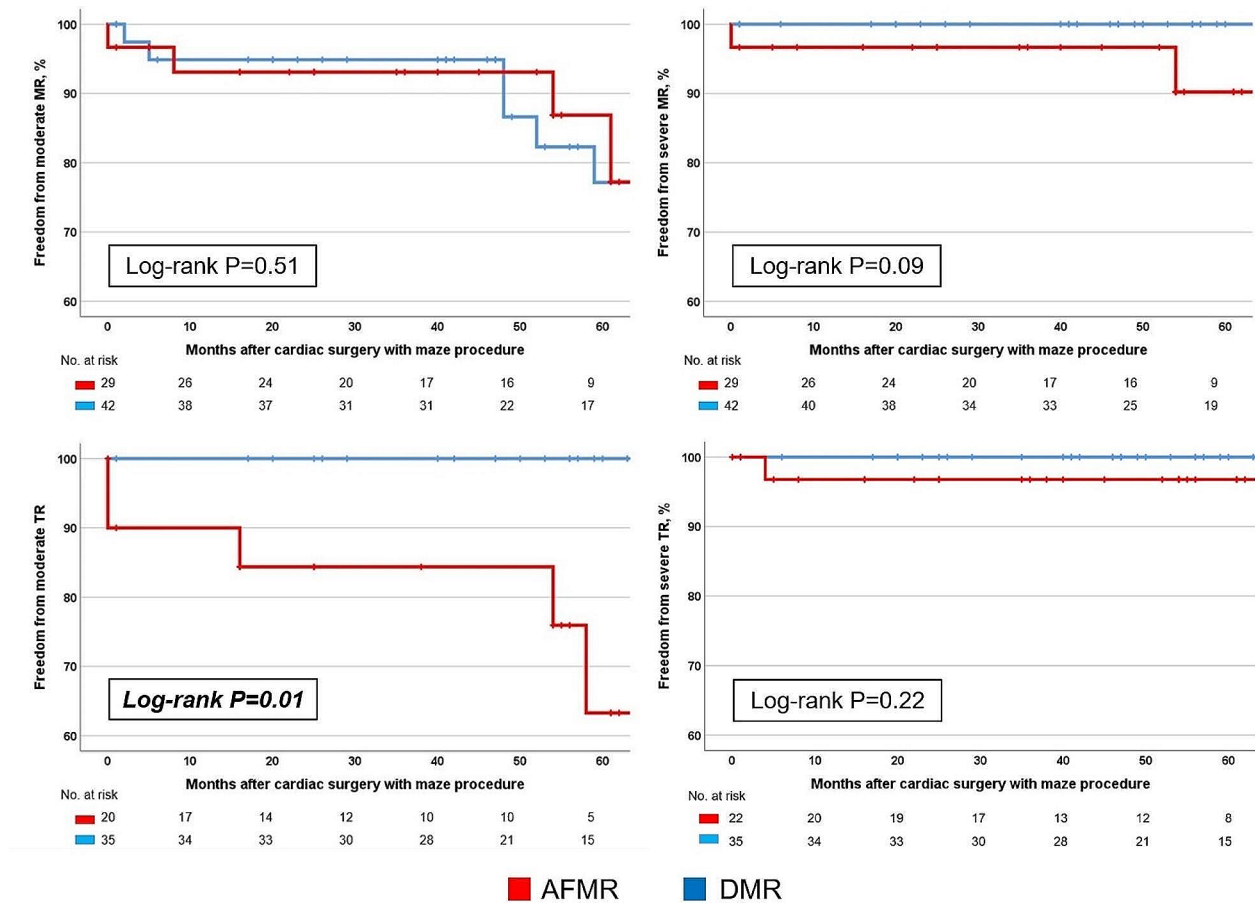 100
90
80
70
60
Freedom from moderate MR, %
Log-rank P=0.51
0 10 20 30 40 50 60
Months after cardiac surgery with maze procedure
No. at risk
29 26 24 20 17 16 9
42 38 37 31 31 22 17
100
90
80
70
60
Freedom from severe MR, %
Log-rank P=0.09
0 10 20 30 40 50 60
Months after cardiac surgery with maze procedure
No. at risk
29 26 24 20 17 16 9
42 40 38 34 33 25 19
100
90
80
70
60
Freedom from moderate TR
Log-rank P=0.01
0 10 20 30 40 50 60
Months after cardiac surgery with maze procedure
No. at risk
20 17 14 12 10 10 5
35 34 33 30 28 21 15
100
90
80
70
60
Freedom from severe TR, %
Log-rank P=0.22
0 10 20 30 40 50 60
Months after cardiac surgery with maze procedure
No. at risk
22 20 19 17 13 12 8
35 34 33 30 28 21 15
AFMR DMR